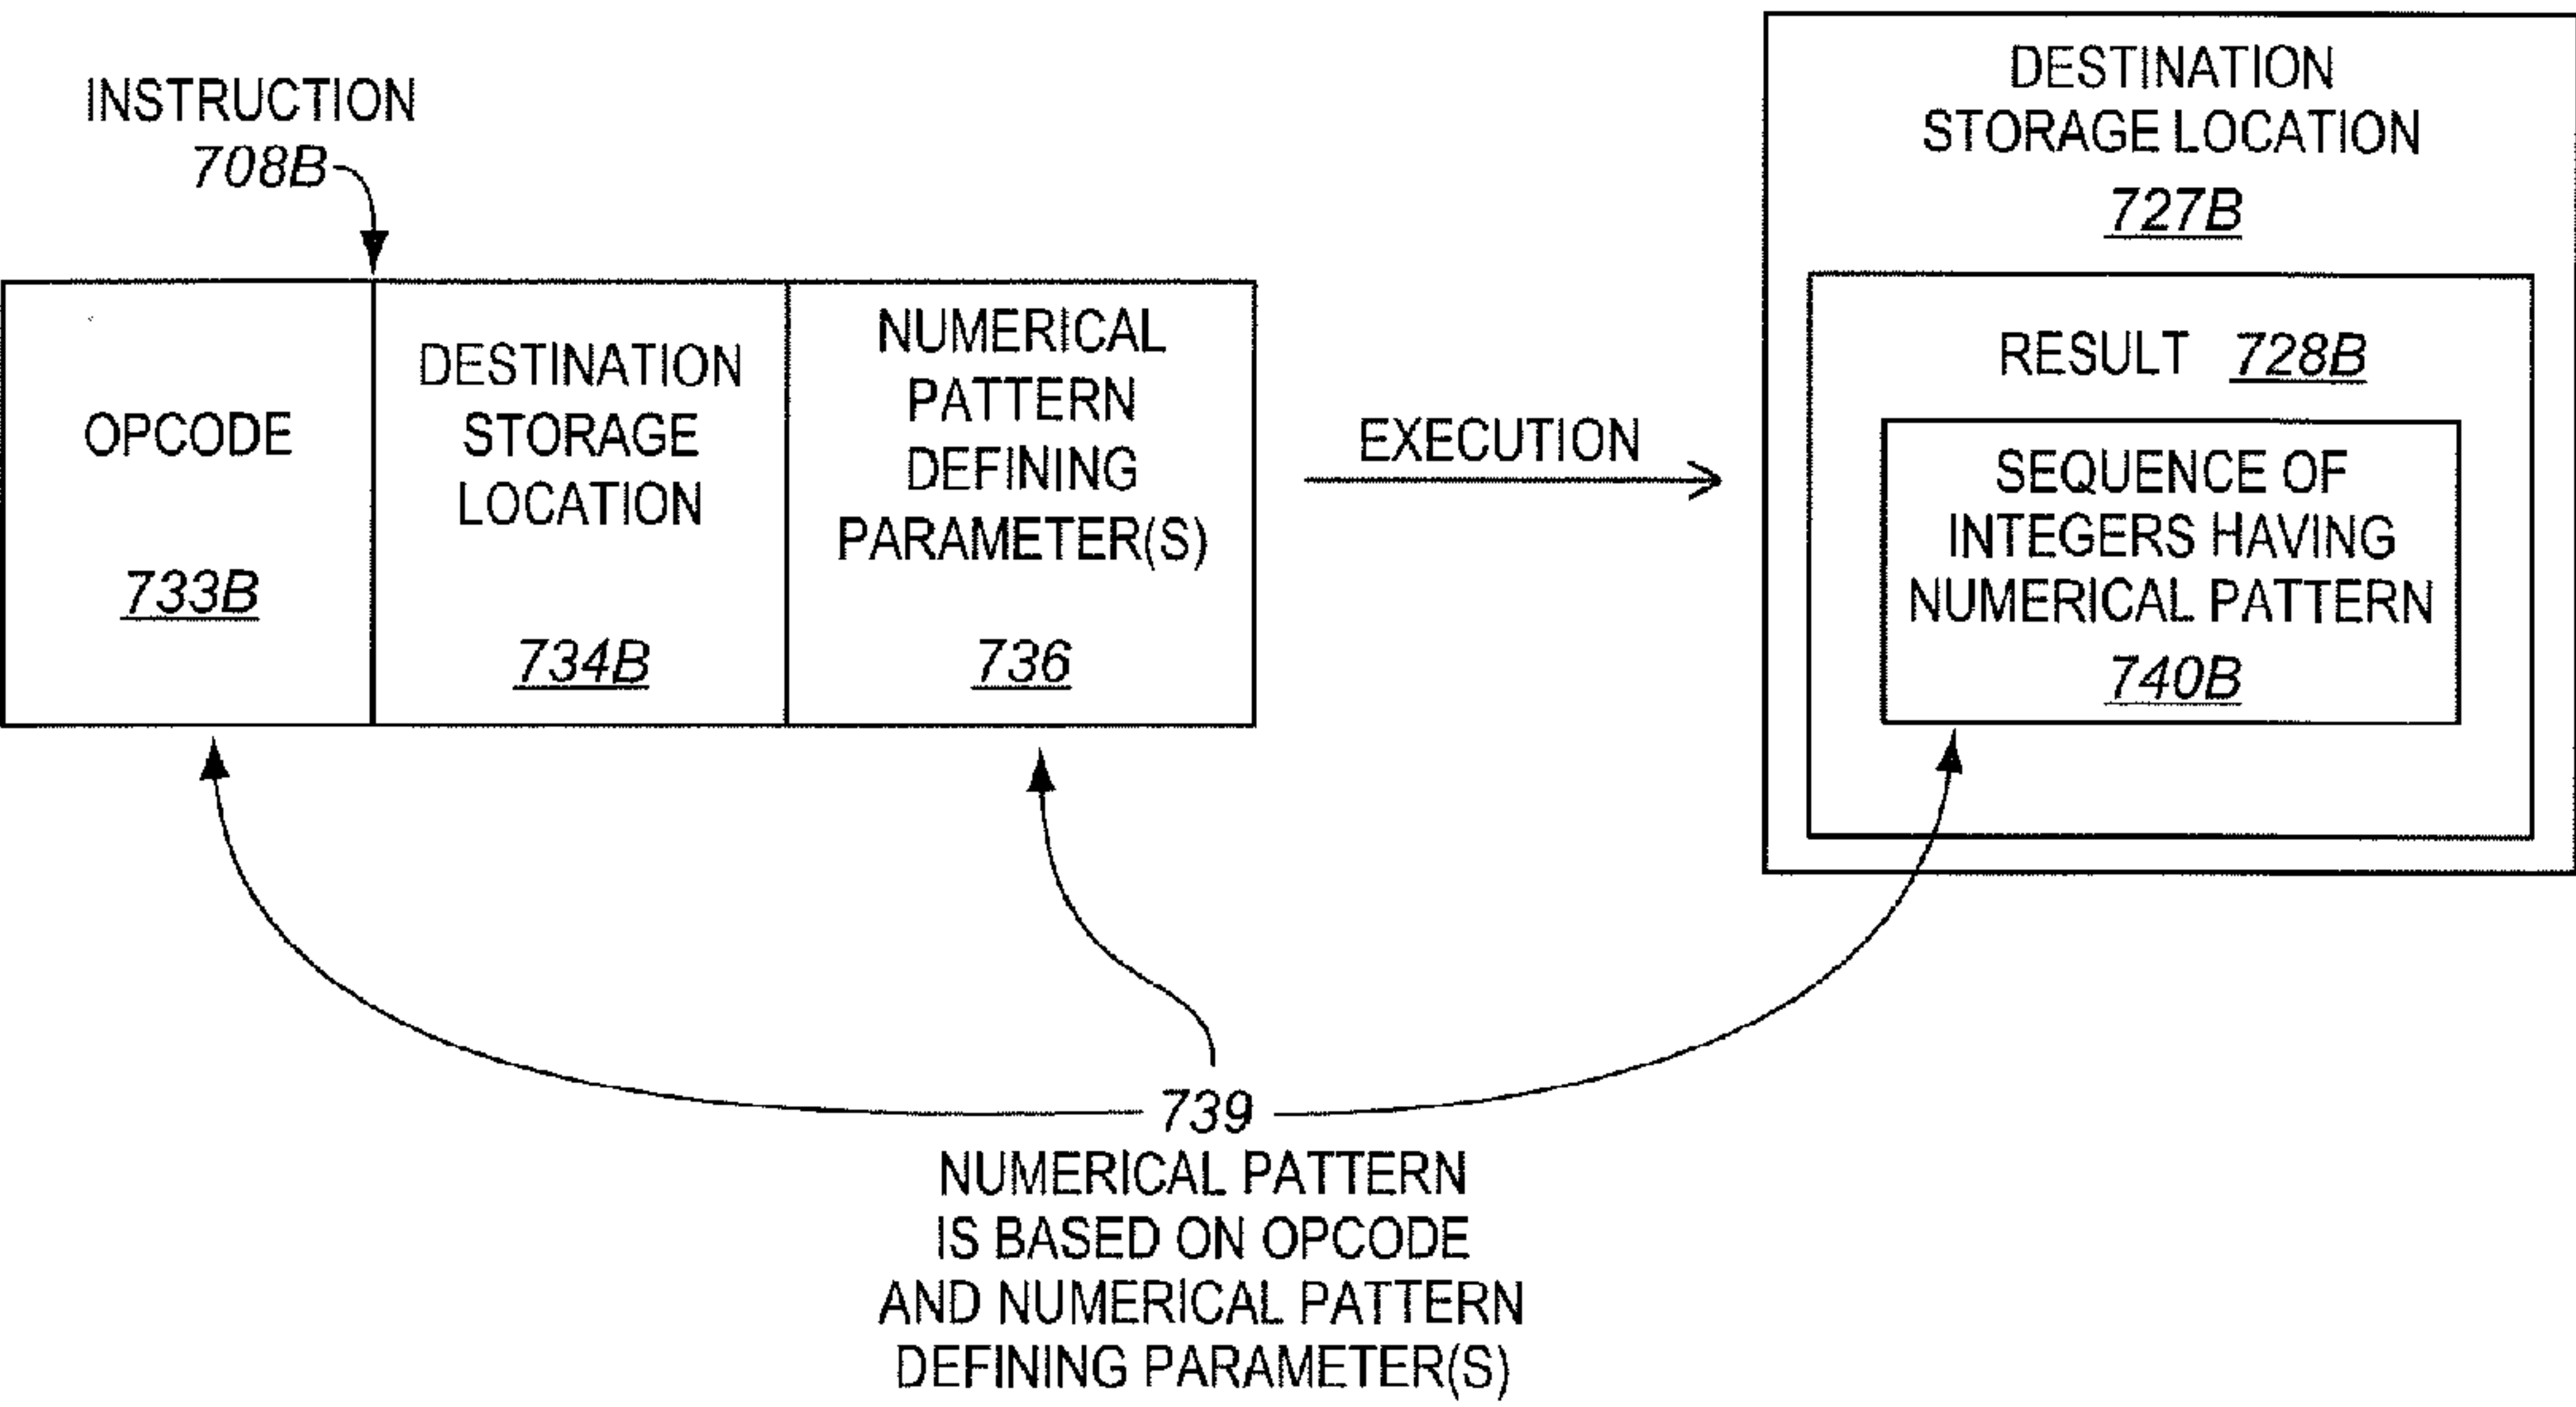 INSTRUCTION
708B
OPCODE
733B
DESTINATION
STORAGE
LOCATION
734B
NUMERICAL
PATTERN
DEFINING
PARAMETER(S)
736
EXECUTION
DESTINATION
STORAGE LOCATION
727B
RESULT 728B
SEQUENCE OF
INTEGERS HAVING
NUMERICAL PATTERN
740B
739
NUMERICAL PATTERN
IS BASED ON OPCODE
AND NUMERICAL PATTERN
DEFINING PARAMETER(S)